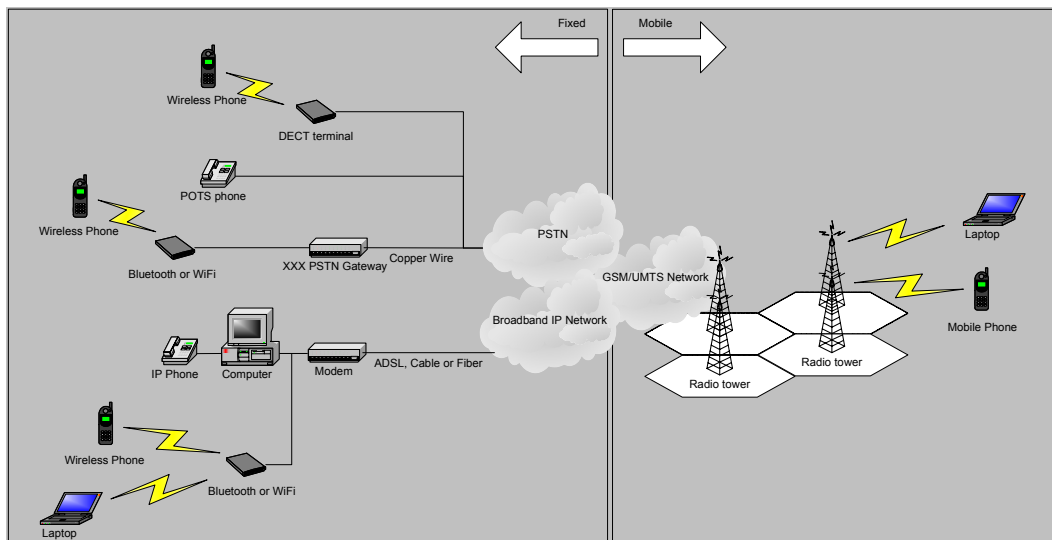 Fixed
Mobile
Wireless Phone
DECT terminal
POTS phone
Wireless Phone
Bluetooth or WiFi
XXX PSTN Gateway
Copper Wire
PSTN
GSM/UMTS Network
Broadband IP Network
Laptop
Mobile Phone
Radio tower
Radio tower
IP Phone
Computer
Modem
ADSL, Cable or Fiber
Wireless Phone
Bluetooth or WiFi
Laptop